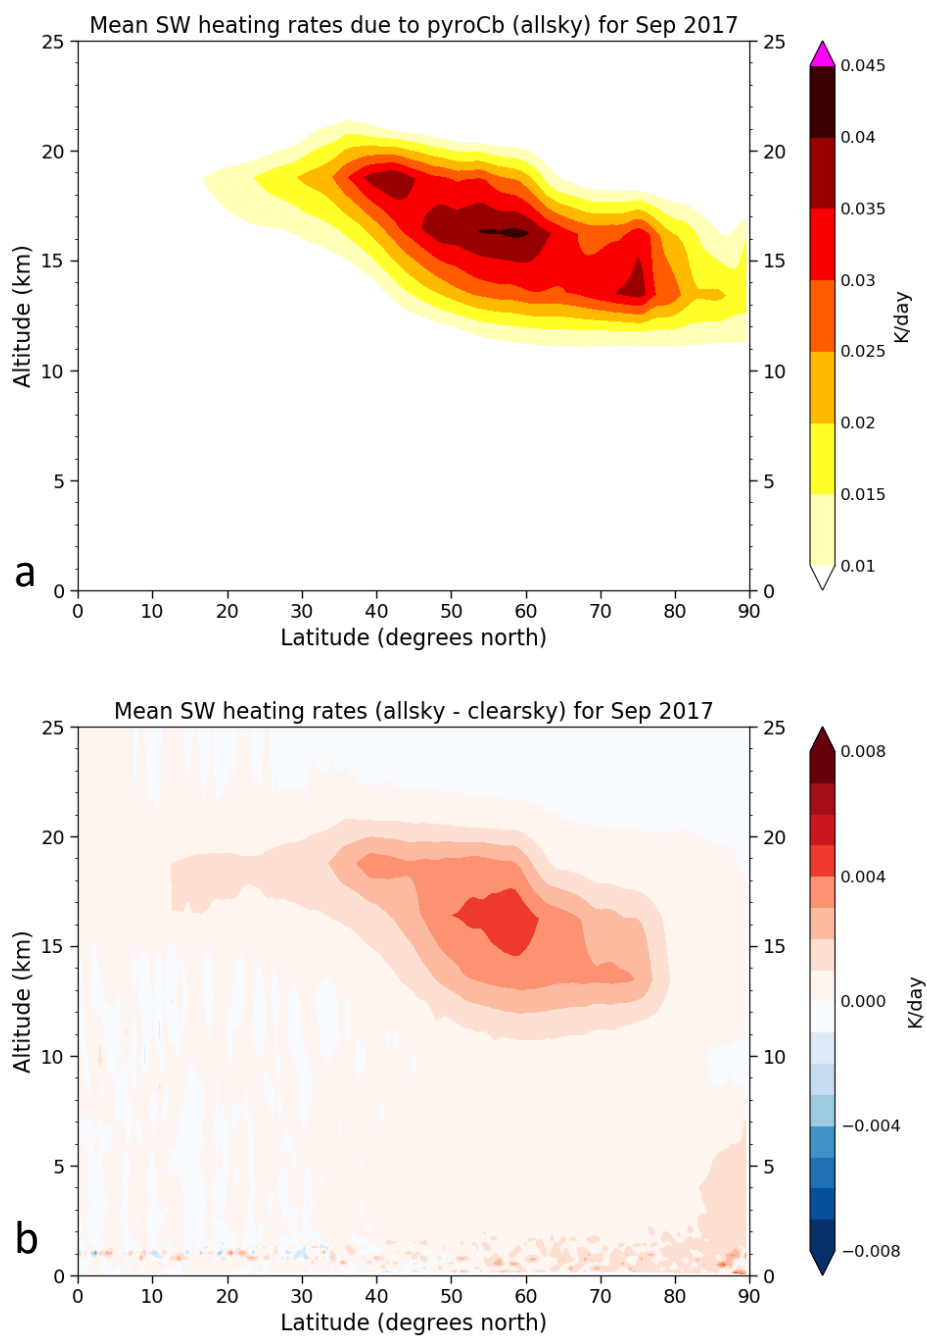 Mean SW heating rates due to pyroCb (allsky) for Sep 2017
25 25 0.045
20 20 0.04
0.035
15 15 0.03
Altitude (km) K/day
0.025
10 10
0.02
5 5 0.015
a 0 0 0.01
0 10 20 30 40 50 60 70 80 90
Latitude (degrees north)
Mean SW heating rates (allsky - clearsky) for Sep 2017
25 25 0.008
20 20
0.004
15 15
Altitude (km) 0.000 K/day
10 10
−0.004
5 5
b −0.008
0 0
0 10 20 30 40 50 60 70 80 90
Latitude (degrees north)